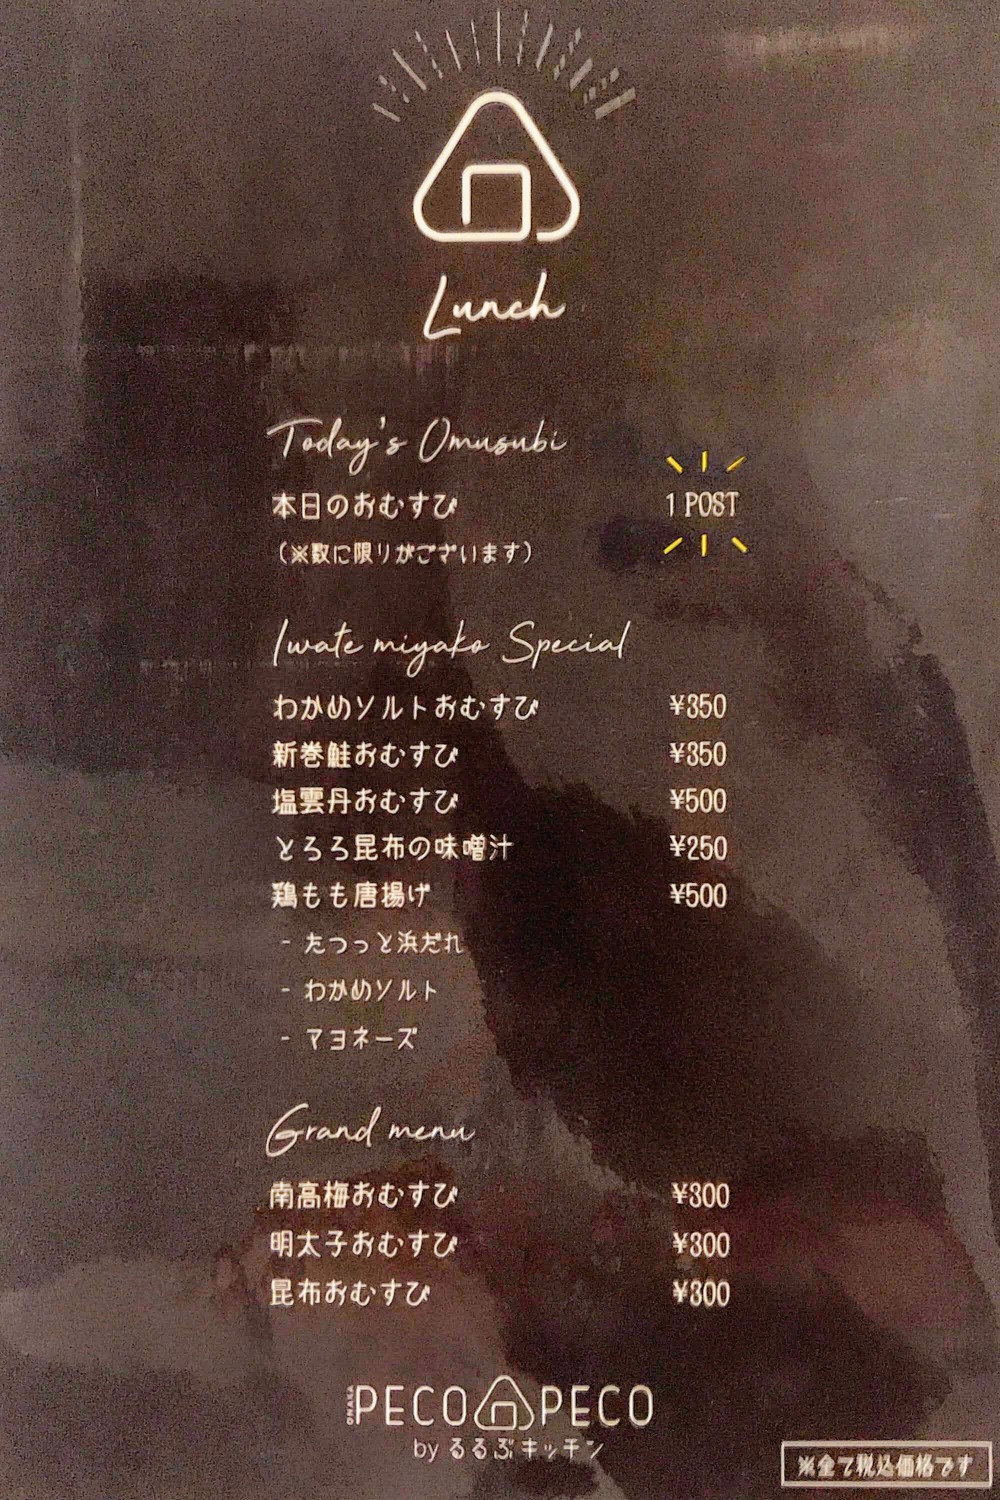 Lunch
Today's Omusubi
本日のおむすび 1 POST
(※数に限りがございます)
Iwate miyako Special
わかめソルトおむすび ¥350
新巻鮭おむすび ¥350
塩雲丹おむすび ¥500
とろろ昆布の味噌汁 ¥250
鶏もも唐揚げ ¥500
- たつっと浜だれ
- わかめソルト
- マヨネーズ
Grand menu
南高梅おむすび ¥300
明太子おむすび ¥300
昆布おむすび ¥300
ONAKA PECO PECO
by るるぶキッチン
※全て税込価格です